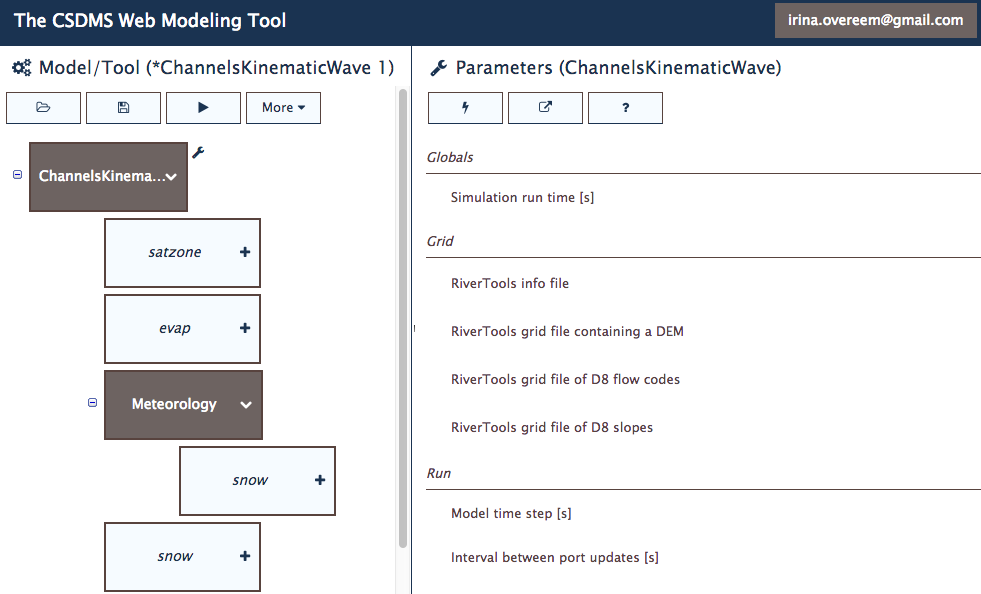 The CSDMS Web Modeling Tool
irina.overeem@gmail.com
Model/Tool (*ChannelsKinematicWave 1)
More
ChannelsKinema...
satzone
evap
Meteorology
snow
snow
Parameters (ChannelsKinematicWave)
?
Globals
Simulation run time [s]
Grid
RiverTools info file
RiverTools grid file containing a DEM
RiverTools grid file of D8 flow codes
RiverTools grid file of D8 slopes
Run
Model time step [s]
Interval between port updates [s]